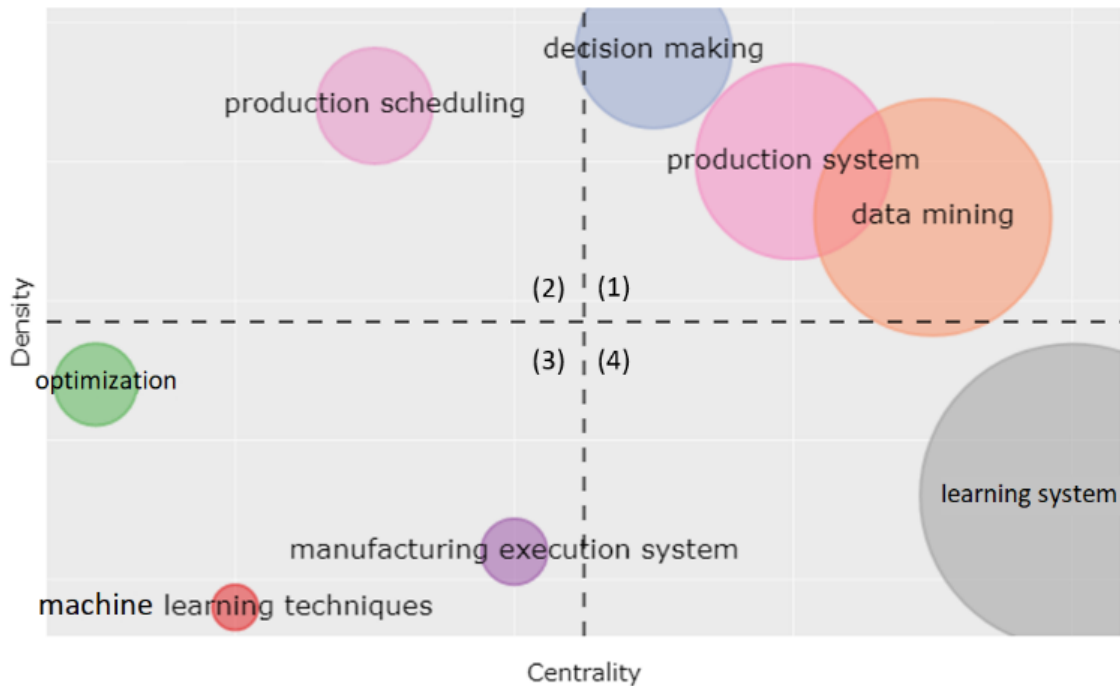 decision making
production scheduling
production system
data mining
(2) (1)
Density
(3) (4)
optimization
learning system
manufacturing execution system
machine learning techniques
Centrality